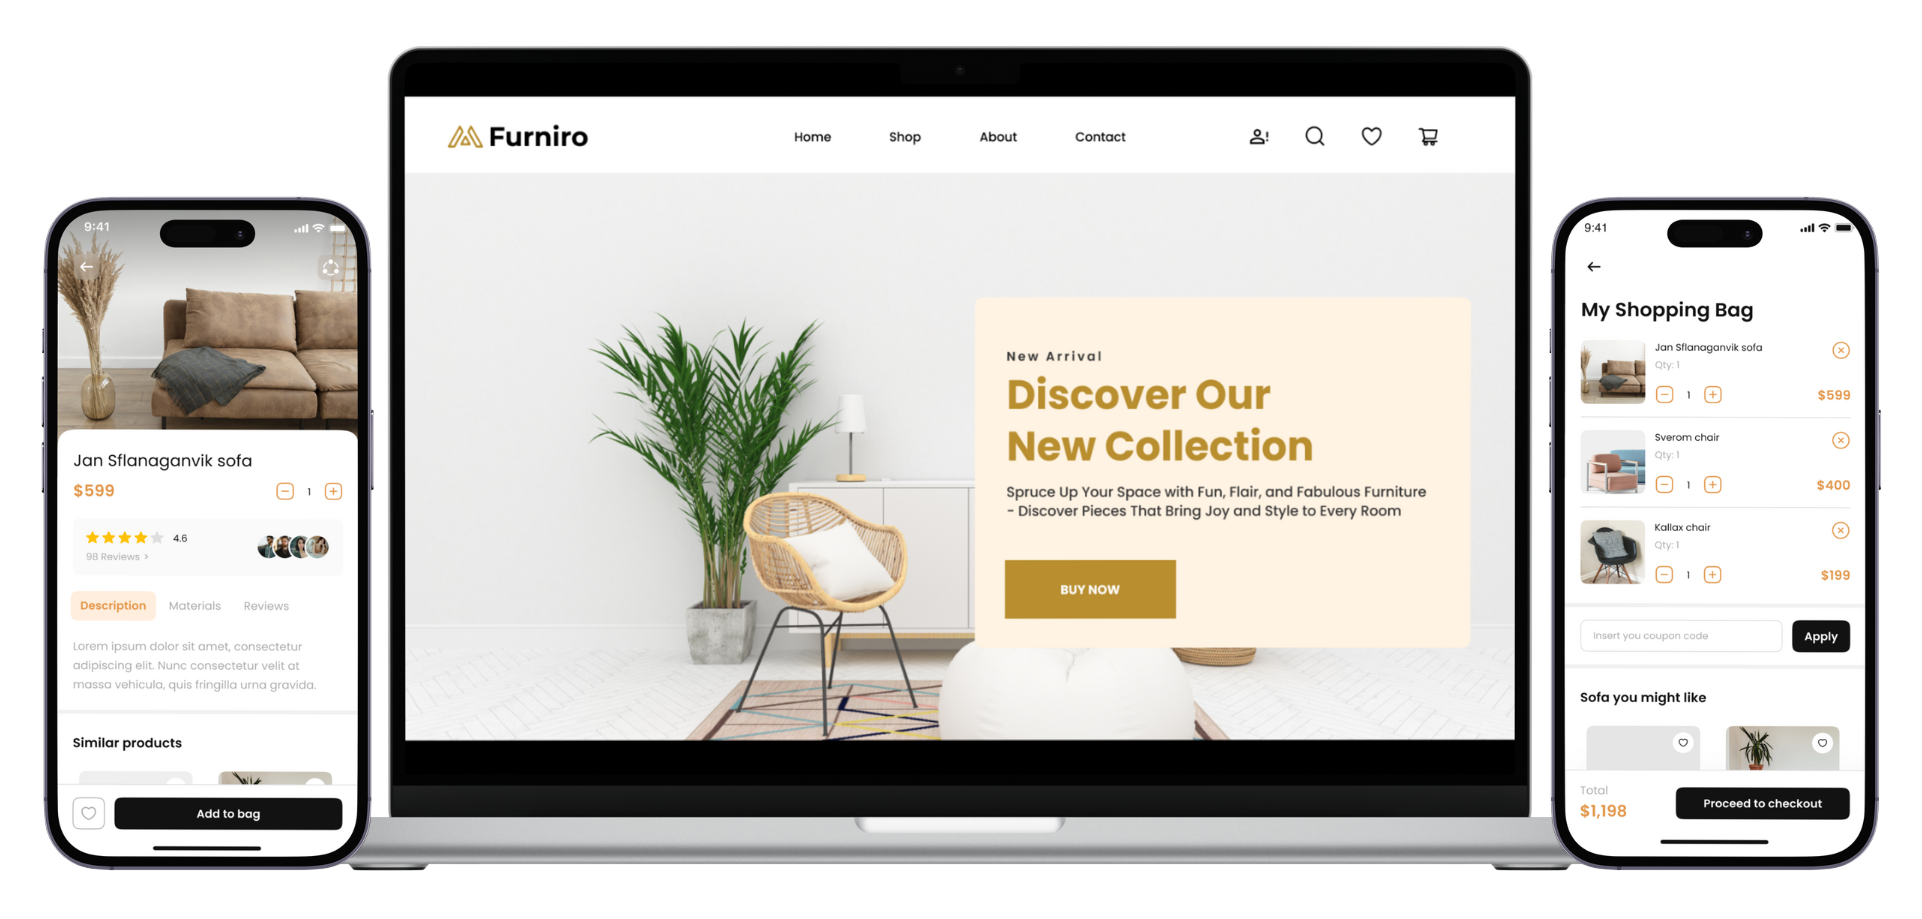 9:41
Jan Sflanaganvik sofa
$599
1
4.6
98 Reviews >
Description Materials Reviews
Lorem ipsum dolor sit amet, consectetur
adipiscing elit. Nunc consectetur velit at
massa vehicula, quis fringilla urna gravida.
Similar products
Add to bag
Furniro
Home Shop About Contact
New Arrival
Discover Our
New Collection
Spruce Up Your Space with Fun, Flair, and Fabulous Furniture
- Discover Pieces That Bring Joy and Style to Every Room
BUY NOW
9:41
My Shopping Bag
Jan Sflanaganvik sofa
Qty: 1
1
$599
Sverom chair
Qty: 1
1
$400
Kallax chair
Qty: 1
1
$199
Insert you coupon code
Apply
Sofa you might like
Total
$1,198
Proceed to checkout